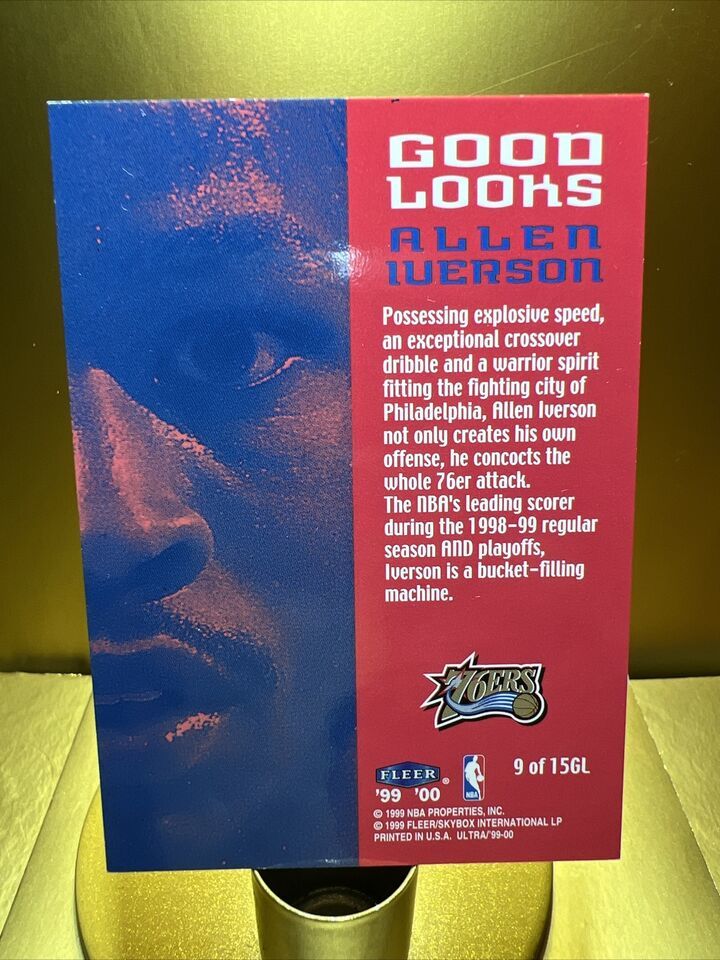 GOOD
LOOKS
ALLEN
IVERSON
Possessing explosive speed,
an exceptional crossover
dribble and a warrior spirit
fitting the fighting city of
Philadelphia, Allen Iverson
not only creates his own
offense, he concocts the
whole 76er attack.
The NBA's leading scorer
during the 1998-99 regular
season AND playoffs,
Iverson is a bucket-filling
machine.
76ERS
FLEER ®
'99 '00
NBA
9 of 15GL
© 1999 NBA PROPERTIES, INC.
© 1999 FLEER/SKYBOX INTERNATIONAL LP
PRINTED IN U.S.A. ULTRA/'99-00